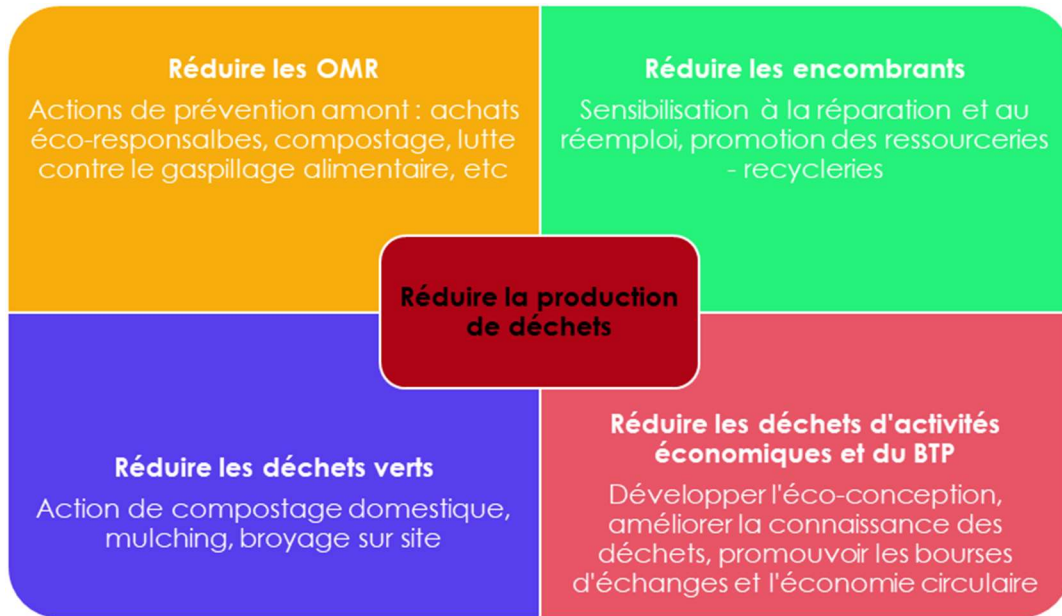 Réduire les OMR
Actions de prévention amont : achats
éco-responsalbes, compostage, lutte
contre le gaspillage alimentaire, etc
Réduire les encombrants
Sensibilisation à la réparation et au
réemploi, promotion des ressourceries
- recycleries
Réduire la production
de déchets
Réduire les déchets verts
Action de compostage domestique,
mulching, broyage sur site
Réduire les déchets d'activités
économiques et du BTP
Développer l'éco-conception,
améliorer la connaissance des
déchets, promouvoir les bourses
d'échanges et l'économie circulaire